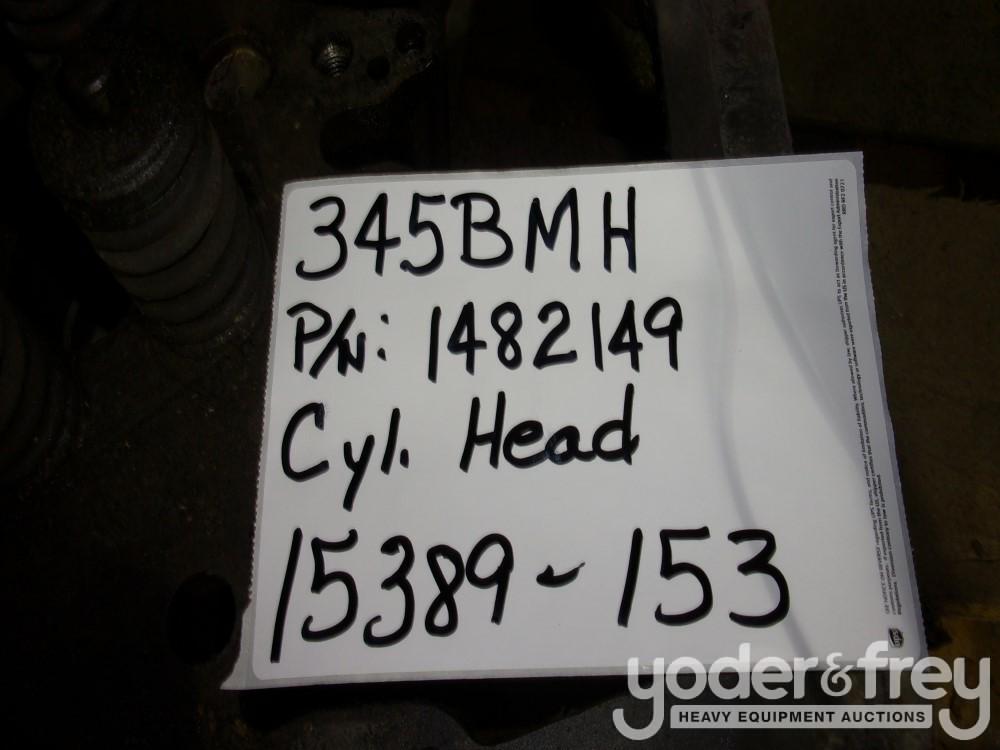 345BMH
P/N: 1482149
Cyl. Head
15389-153
yoder&frey
HEAVY EQUIPMENT AUCTIONS